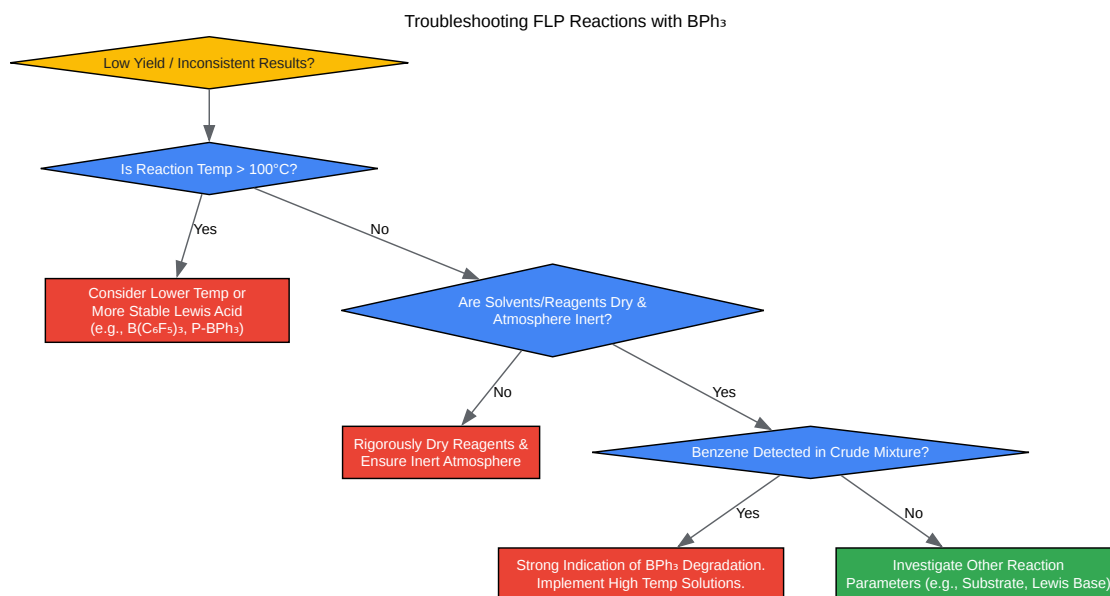 Troubleshooting FLP Reactions with BPh₃
Low Yield / Inconsistent Results?
Is Reaction Temp > 100°C?
Yes
No
Consider Lower Temp or
More Stable Lewis Acid
(e.g., B(C₆F₅)₃, P-BPh₃)
Are Solvents/Reagents Dry &
Atmosphere Inert?
No
Yes
Rigorously Dry Reagents &
Ensure Inert Atmosphere
Benzene Detected in Crude Mixture?
Yes
No
Strong Indication of BPh₃ Degradation.
Implement High Temp Solutions.
Investigate Other Reaction
Parameters (e.g., Substrate, Lewis Base)